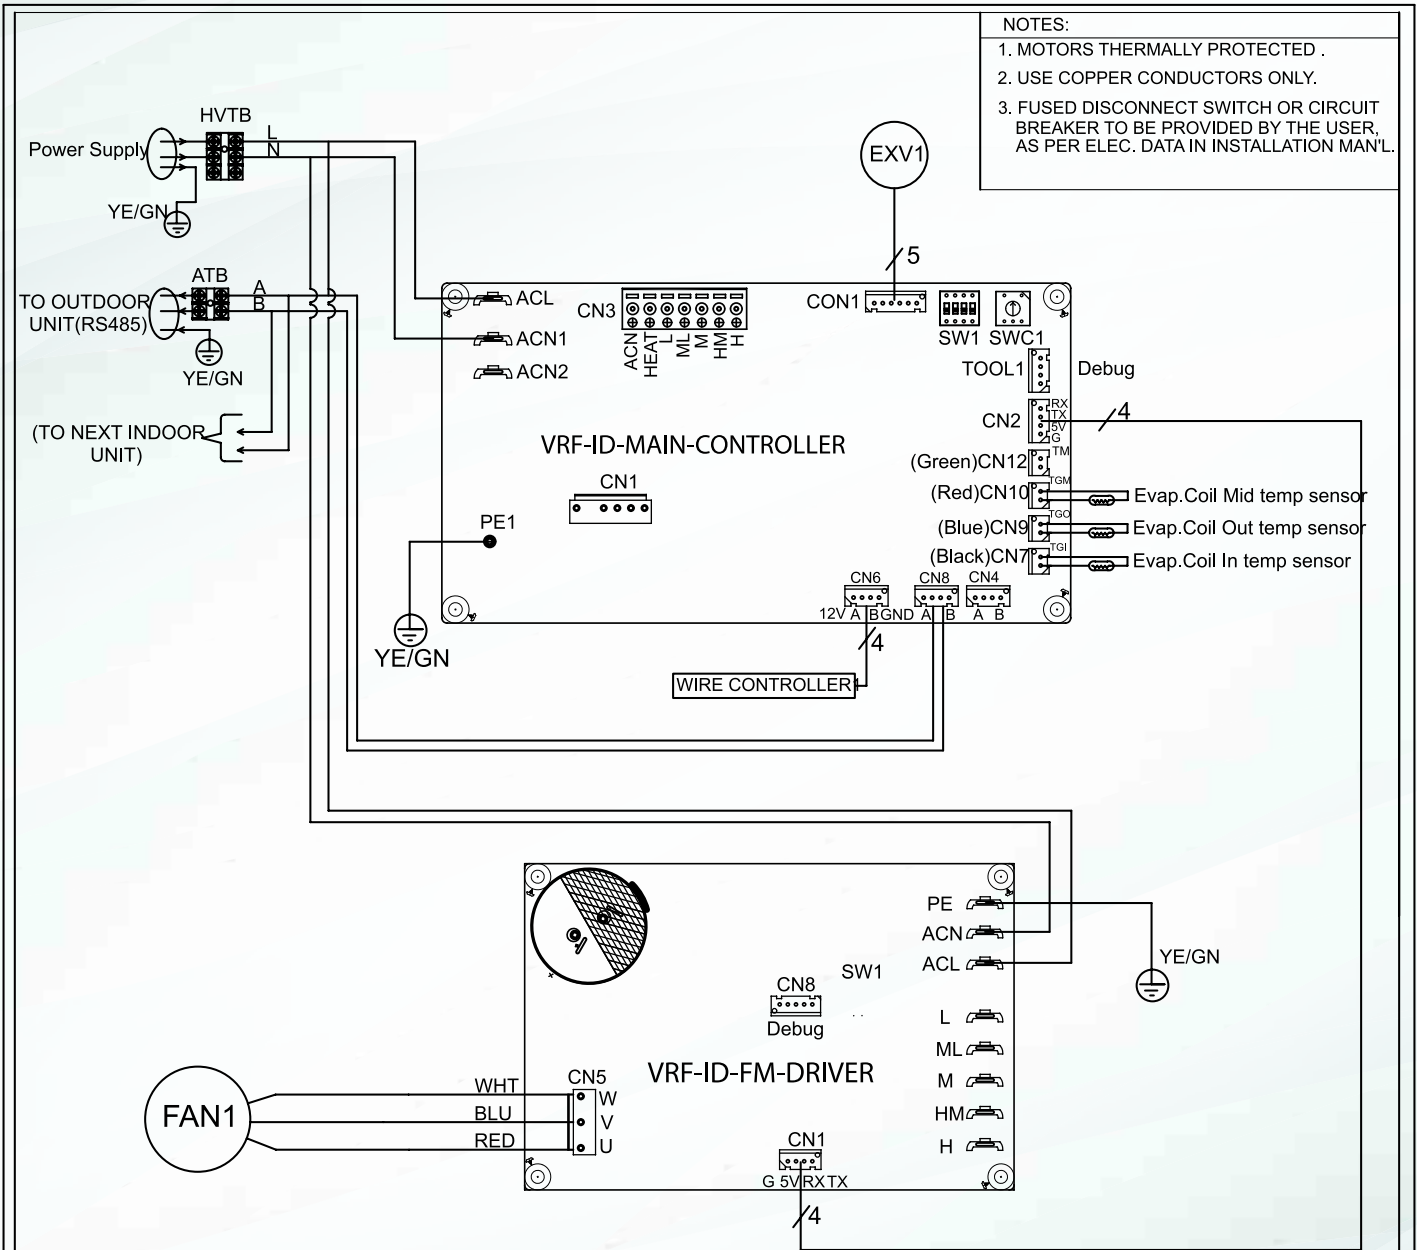 NOTES:
1. MOTORS THERMALLY PROTECTED .
2. USE COPPER CONDUCTORS ONLY.
3. FUSED DISCONNECT SWITCH OR CIRCUIT
BREAKER TO BE PROVIDED BY THE USER,
AS PER ELEC. DATA IN INSTALLATION MAN'L.
HVTB
L
N
Power Supply
YE/GN
EXV1
5
ATB
A
B
TO OUTDOOR
UNIT(RS485)
YE/GN
(TO NEXT INDOOR
UNIT)
ACL
ACN1
ACN2
CN3
ACN
HEAT
L
ML
M
HM
H
CON1
SW1
SWC1
TOOL1
Debug
CN2
RX
TX
5V
G
4
VRF-ID-MAIN-CONTROLLER
(Green)CN12
TM
(Red)CN10
TGM
Evap.Coil Mid temp sensor
(Blue)CN9
TGO
Evap.Coil Out temp sensor
(Black)CN7
TGI
Evap.Coil In temp sensor
CN1
PE1
YE/GN
CN6
CN8
CN4
12V A B GND
A B
A B
4
WIRE CONTROLLER1
PE
ACN
ACL
YE/GN
SW1
CN8
Debug
L
ML
M
HM
H
VRF-ID-FM-DRIVER
FAN1
WHT
BLU
RED
CN5
W
V
U
CN1
G 5V RX TX
4